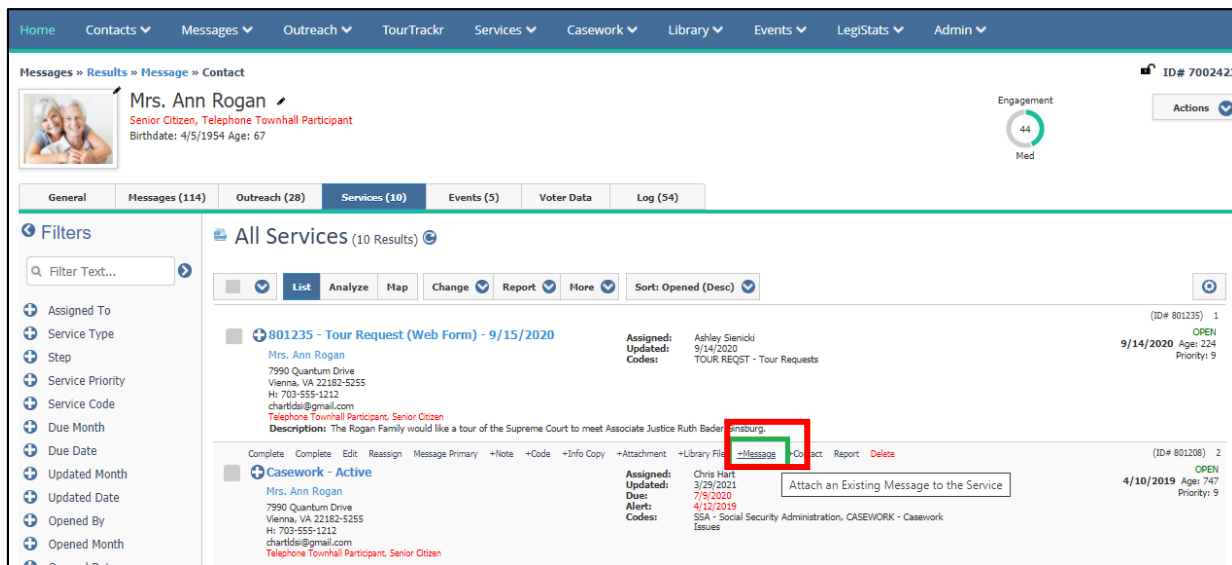 Home Contacts Messages Outreach TourTrackr Services Casework Library Events LegiStats Admin
Messages » Results » Message » Contact
ID# 7002423
Mrs. Ann Rogan
Senior Citizen, Telephone Townhall Participant
Birthdate: 4/5/1954 Age: 67
Engagement
44
Med
Actions
General Messages (114) Outreach (28) Services (10) Events (5) Voter Data Log (54)
Filters
Filter Text...
Assigned To
Service Type
Step
Service Priority
Service Code
Due Month
Due Date
Updated Month
Updated Date
Opened By
Opened Month
All Services (10 Results)
List Analyze Map Change Report More Sort: Opened (Desc)
(ID# 801235) 1
OPEN
9/14/2020 Age: 224
Priority: 9
801235 - Tour Request (Web Form) - 9/15/2020
Mrs. Ann Rogan
7990 Quantum Drive
Vienna, VA 22182-5255
H: 703-555-1212
chartldsi@gmail.com
Telephone Townhall Participant, Senior Citizen
Description: The Rogan Family would like a tour of the Supreme Court to meet Associate Justice Ruth Bader Ginsburg.
Assigned: Ashley Sienicki
Updated: 9/14/2020
Codes: TOUR REQST - Tour Requests
Complete Complete Edit Reassign Message Primary +Note +Code +Info Copy +Attachment +Library File +Message +Contact Report Delete
(ID# 801208) 2
OPEN
4/10/2019 Age: 747
Priority: 9
Casework - Active
Mrs. Ann Rogan
7990 Quantum Drive
Vienna, VA 22182-5255
H: 703-555-1212
chartldsi@gmail.com
Telephone Townhall Participant, Senior Citizen
Assigned: Chris Hart
Updated: 3/29/2021
Due: 7/9/2020
Alert: 4/12/2019
Codes: SSA - Social Security Administration, CASEWORK - Casework
Issues
Attach an Existing Message to the Service